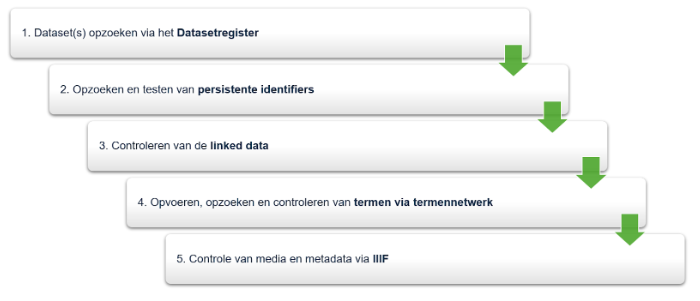 1. Dataset(s) opzoeken via het Datasetregister
2. Opzoeken en testen van persistente identifiers
3. Controleren van de linked data
4. Opvoeren, opzoeken en controleren van termen via termennetwerk
5. Controle van media en metadata via IIIF